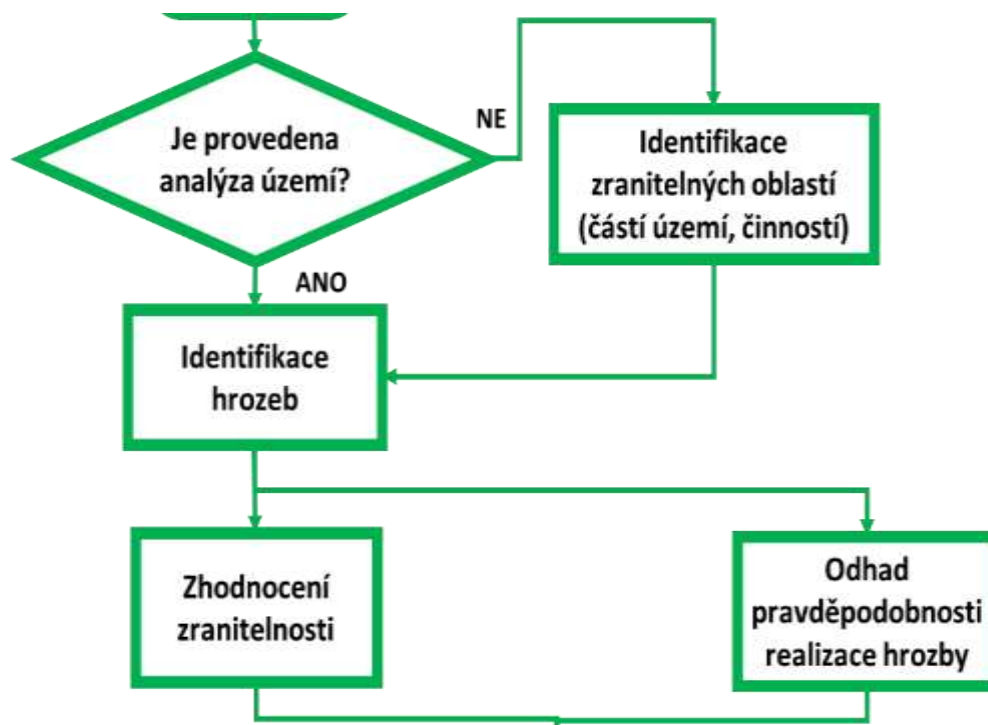 Je provedena
analýza území?
NE
Identifikace
zranitelných oblastí
(částí území, činností)
ANO
Identifikace
hrozeb
Zhodnocení
zranitelnosti
Odhad
pravděpodobnosti
realizace hrozby